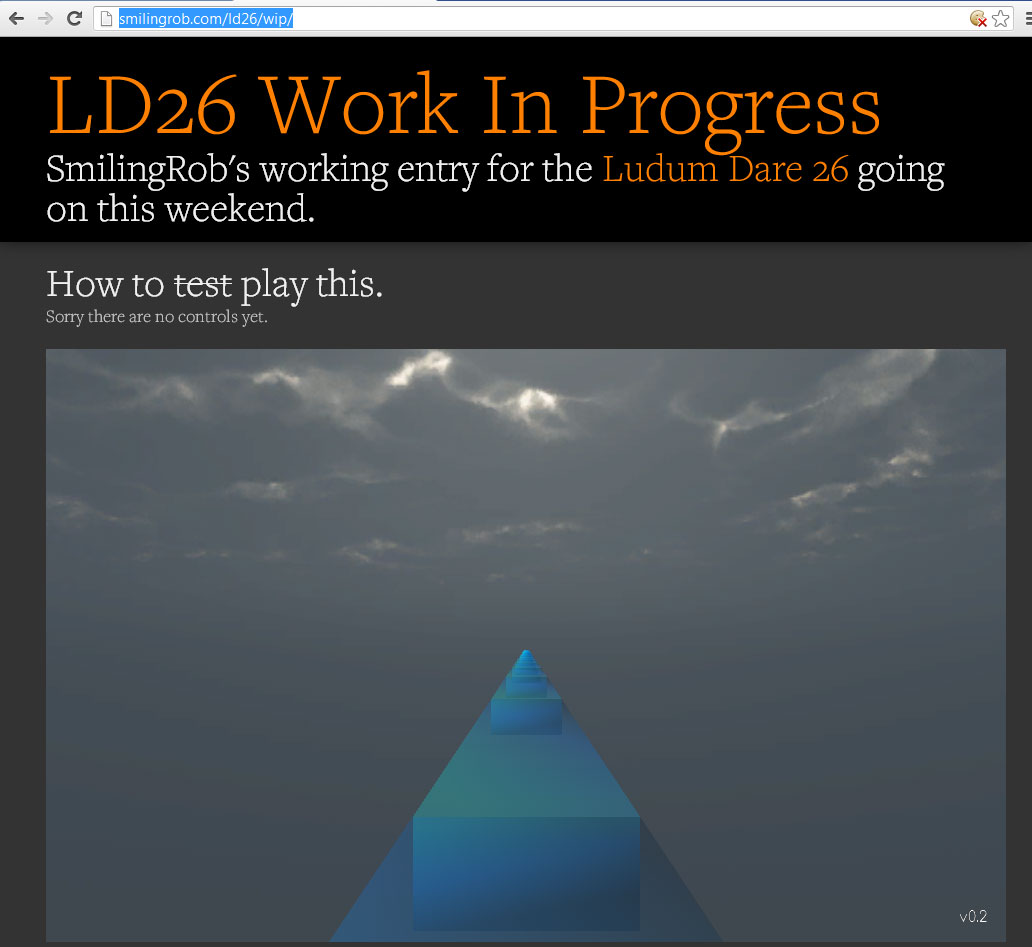 smilingrob.com/ld26/wip/
LD26 Work In Progress
SmilingRob's working entry for the Ludum Dare 26 going
on this weekend.
How to test play this.
Sorry there are no controls yet.
v0.2